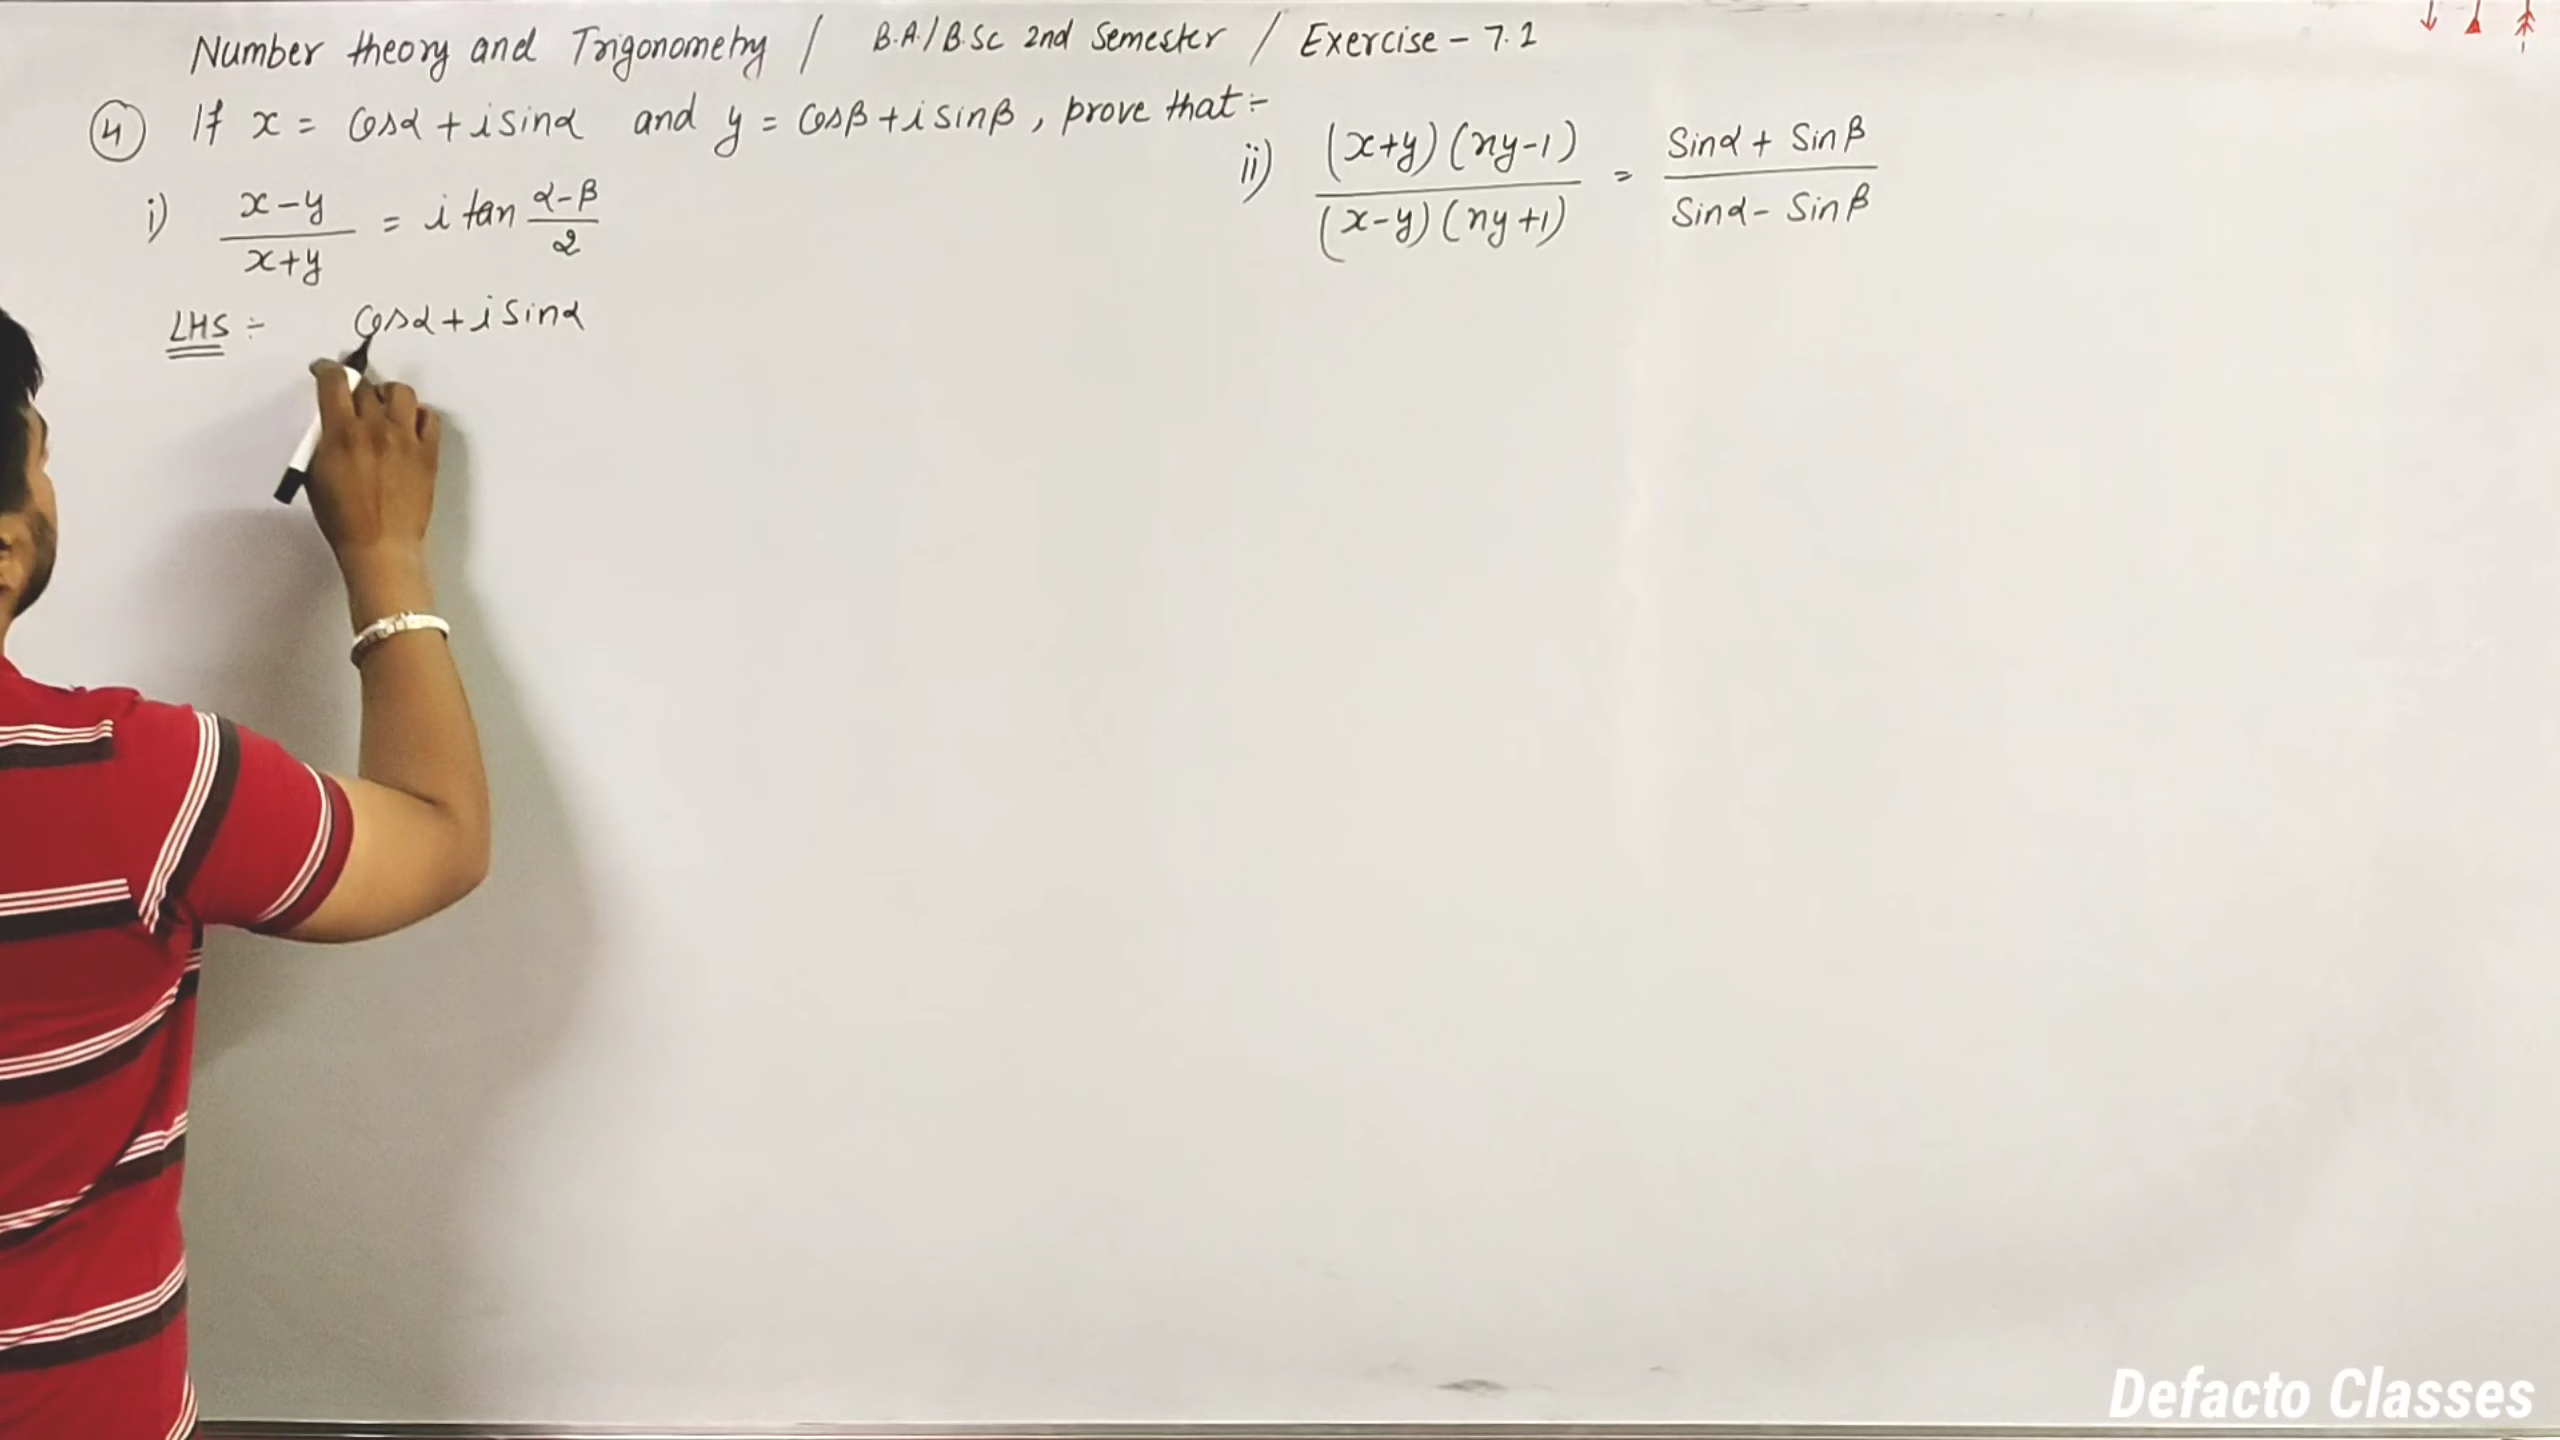 Number theory and Trigonometry / B.A./B.Sc 2nd Semester / Exercise - 7.1
④ If x = Cosα + i sinα and y = Cosβ + i sinβ, prove that :-
i) (x-y)/(x+y) = i tan (α-β)/2
ii) (x+y)(xy-1)/(x-y)(xy+1) = (Sinα + Sinβ)/(Sinα - Sinβ)
LHS :- Cosα + i Sinα
Defacto Classes